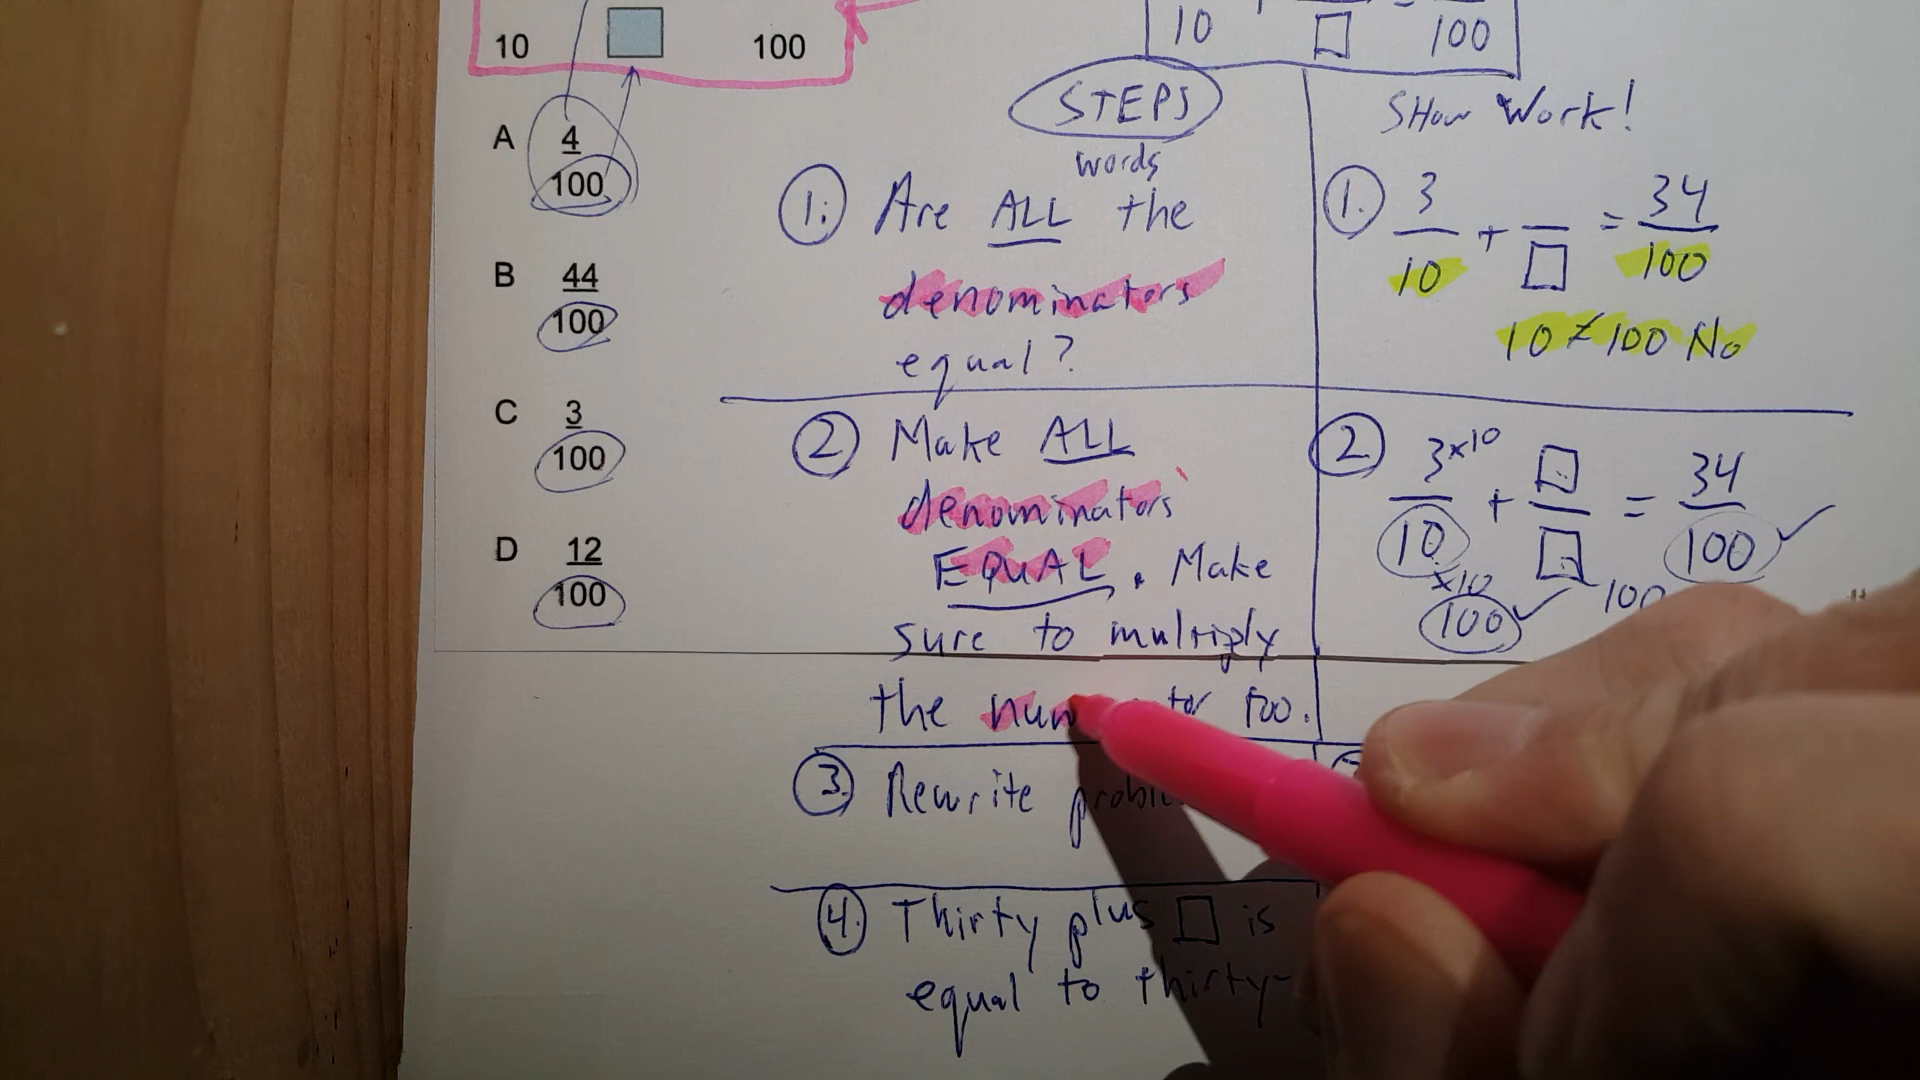 10 100
10 + □ = 100
A 4
100
B 44
100
C 3
100
D 12
100
STEPS
words
1. Are ALL the
denominators
equal?
2. Make ALL
denominators
EQUAL. Make
sure to multiply
the too.
3. Rewrite
4. Thirty plus □ is
equal to thirty-
SHow Work!
1. 3 34
+ □ =
10 100
10 ≠ 100 No
2. 3 x10 □ 34
+ =
10 □ 100
x10 100
100